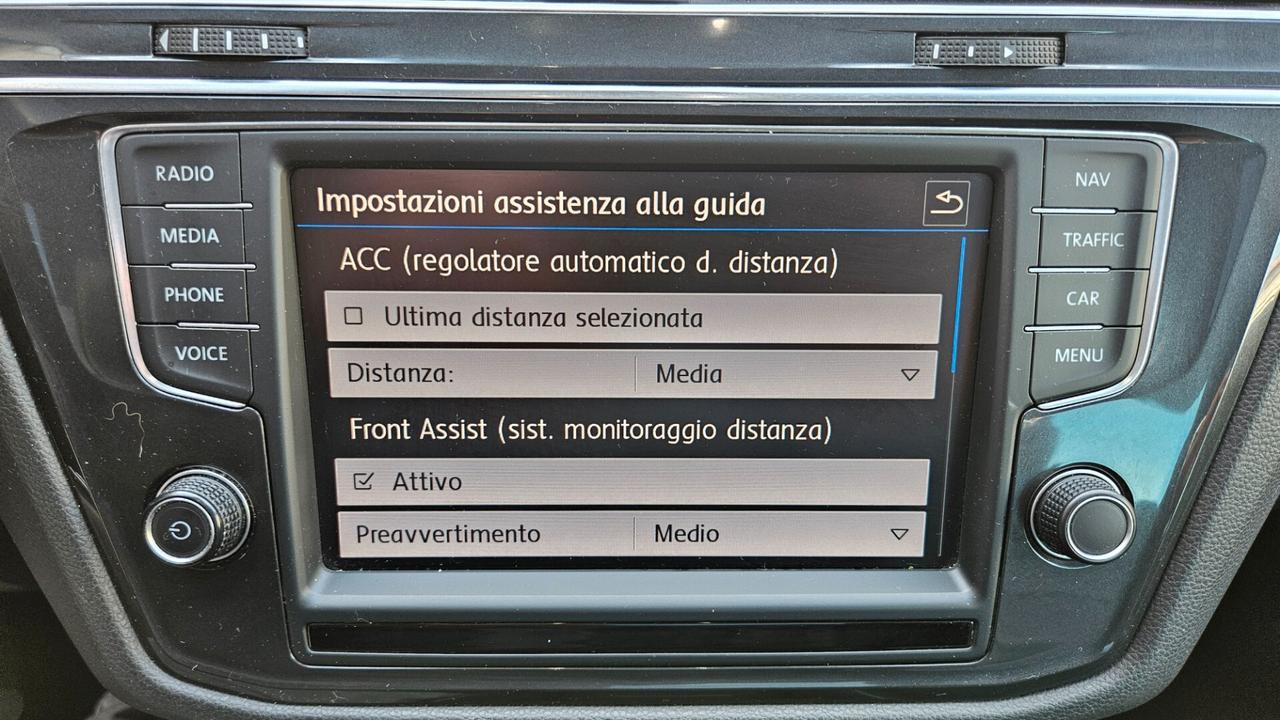 RADIO
MEDIA
PHONE
VOICE
Impostazioni assistenza alla guida
ACC (regolatore automatico d. distanza)
Ultima distanza selezionata
Distanza: Media
Front Assist (sist. monitoraggio distanza)
Attivo
Preavvertimento Medio
NAV
TRAFFIC
CAR
MENU